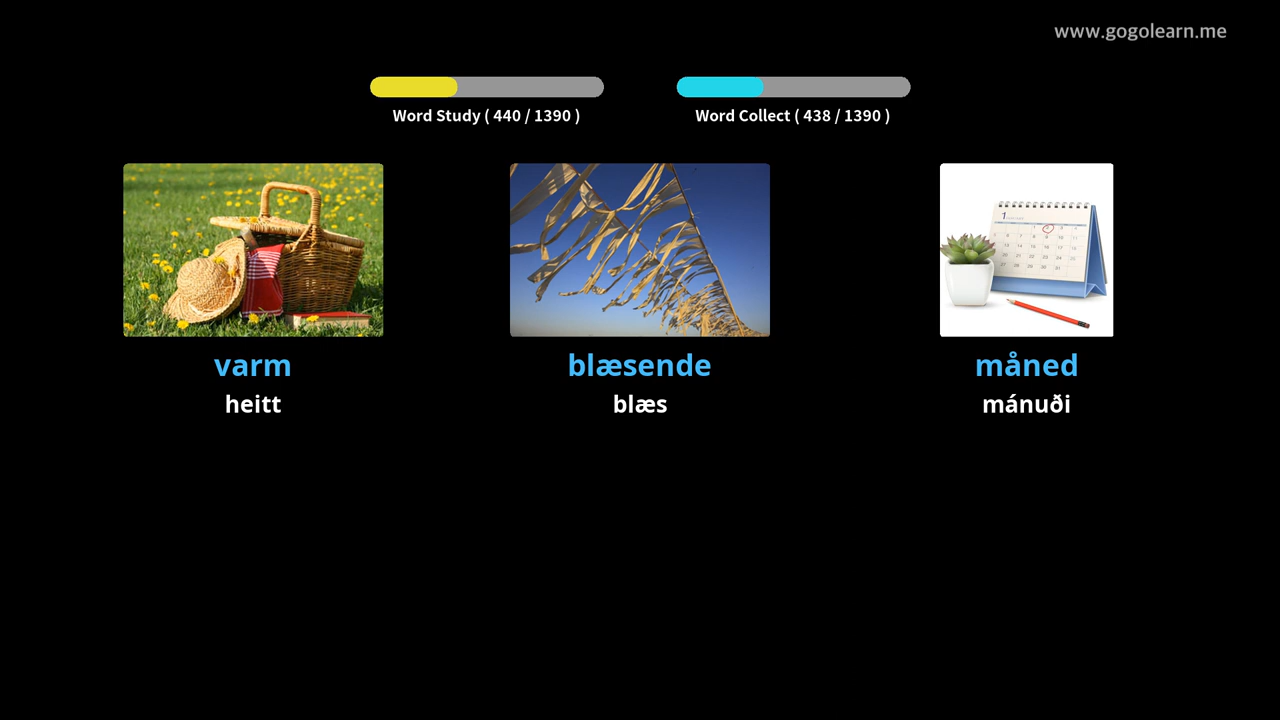 www.gogolearn.me
Word Study ( 440 / 1390 )
Word Collect ( 438 / 1390 )
varm
heitt
blæsende
blæs
måned
mánuði